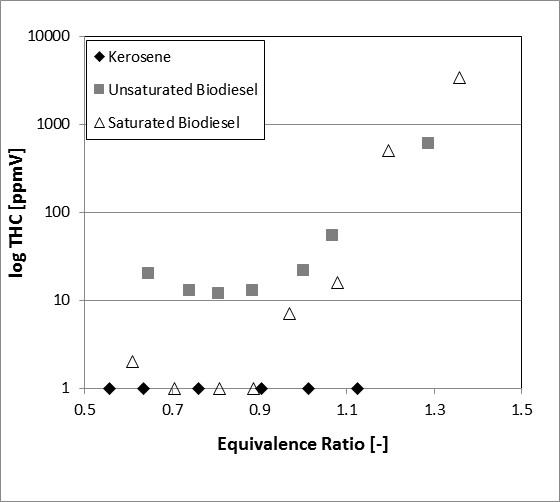 10000
1000
100
10
1
log THC [ppmV]
Kerosene
Unsaturated Biodiesel
Saturated Biodiesel
0.5 0.7 0.9 1.1 1.3 1.5
Equivalence Ratio [-]